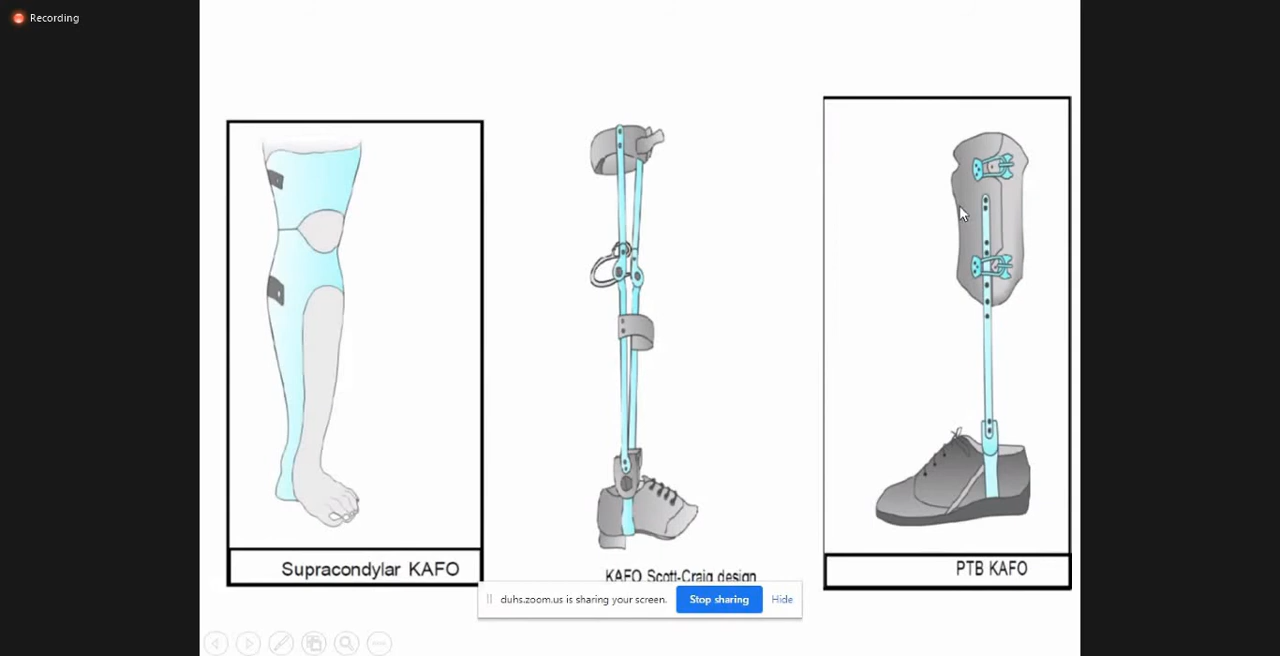 Recording
Supracondylar KAFO
KAFO Scott-Craig design
PTB KAFO
duhs.zoom.us is sharing your screen.
Stop sharing
Hide